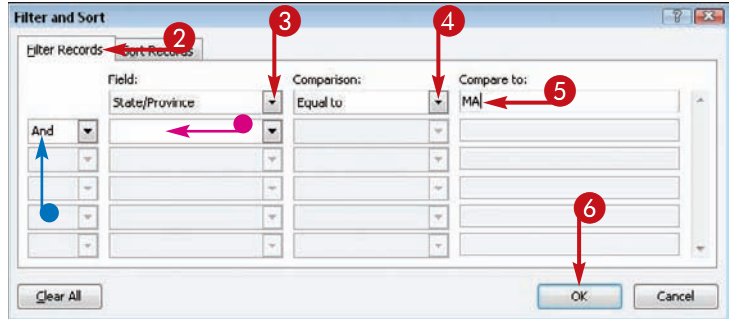 Filter and Sort
Filter Records 2 Sort Records
3 4
Field: Comparison: Compare to:
State/Province Equal to MA 5
And
6
Clear All OK Cancel